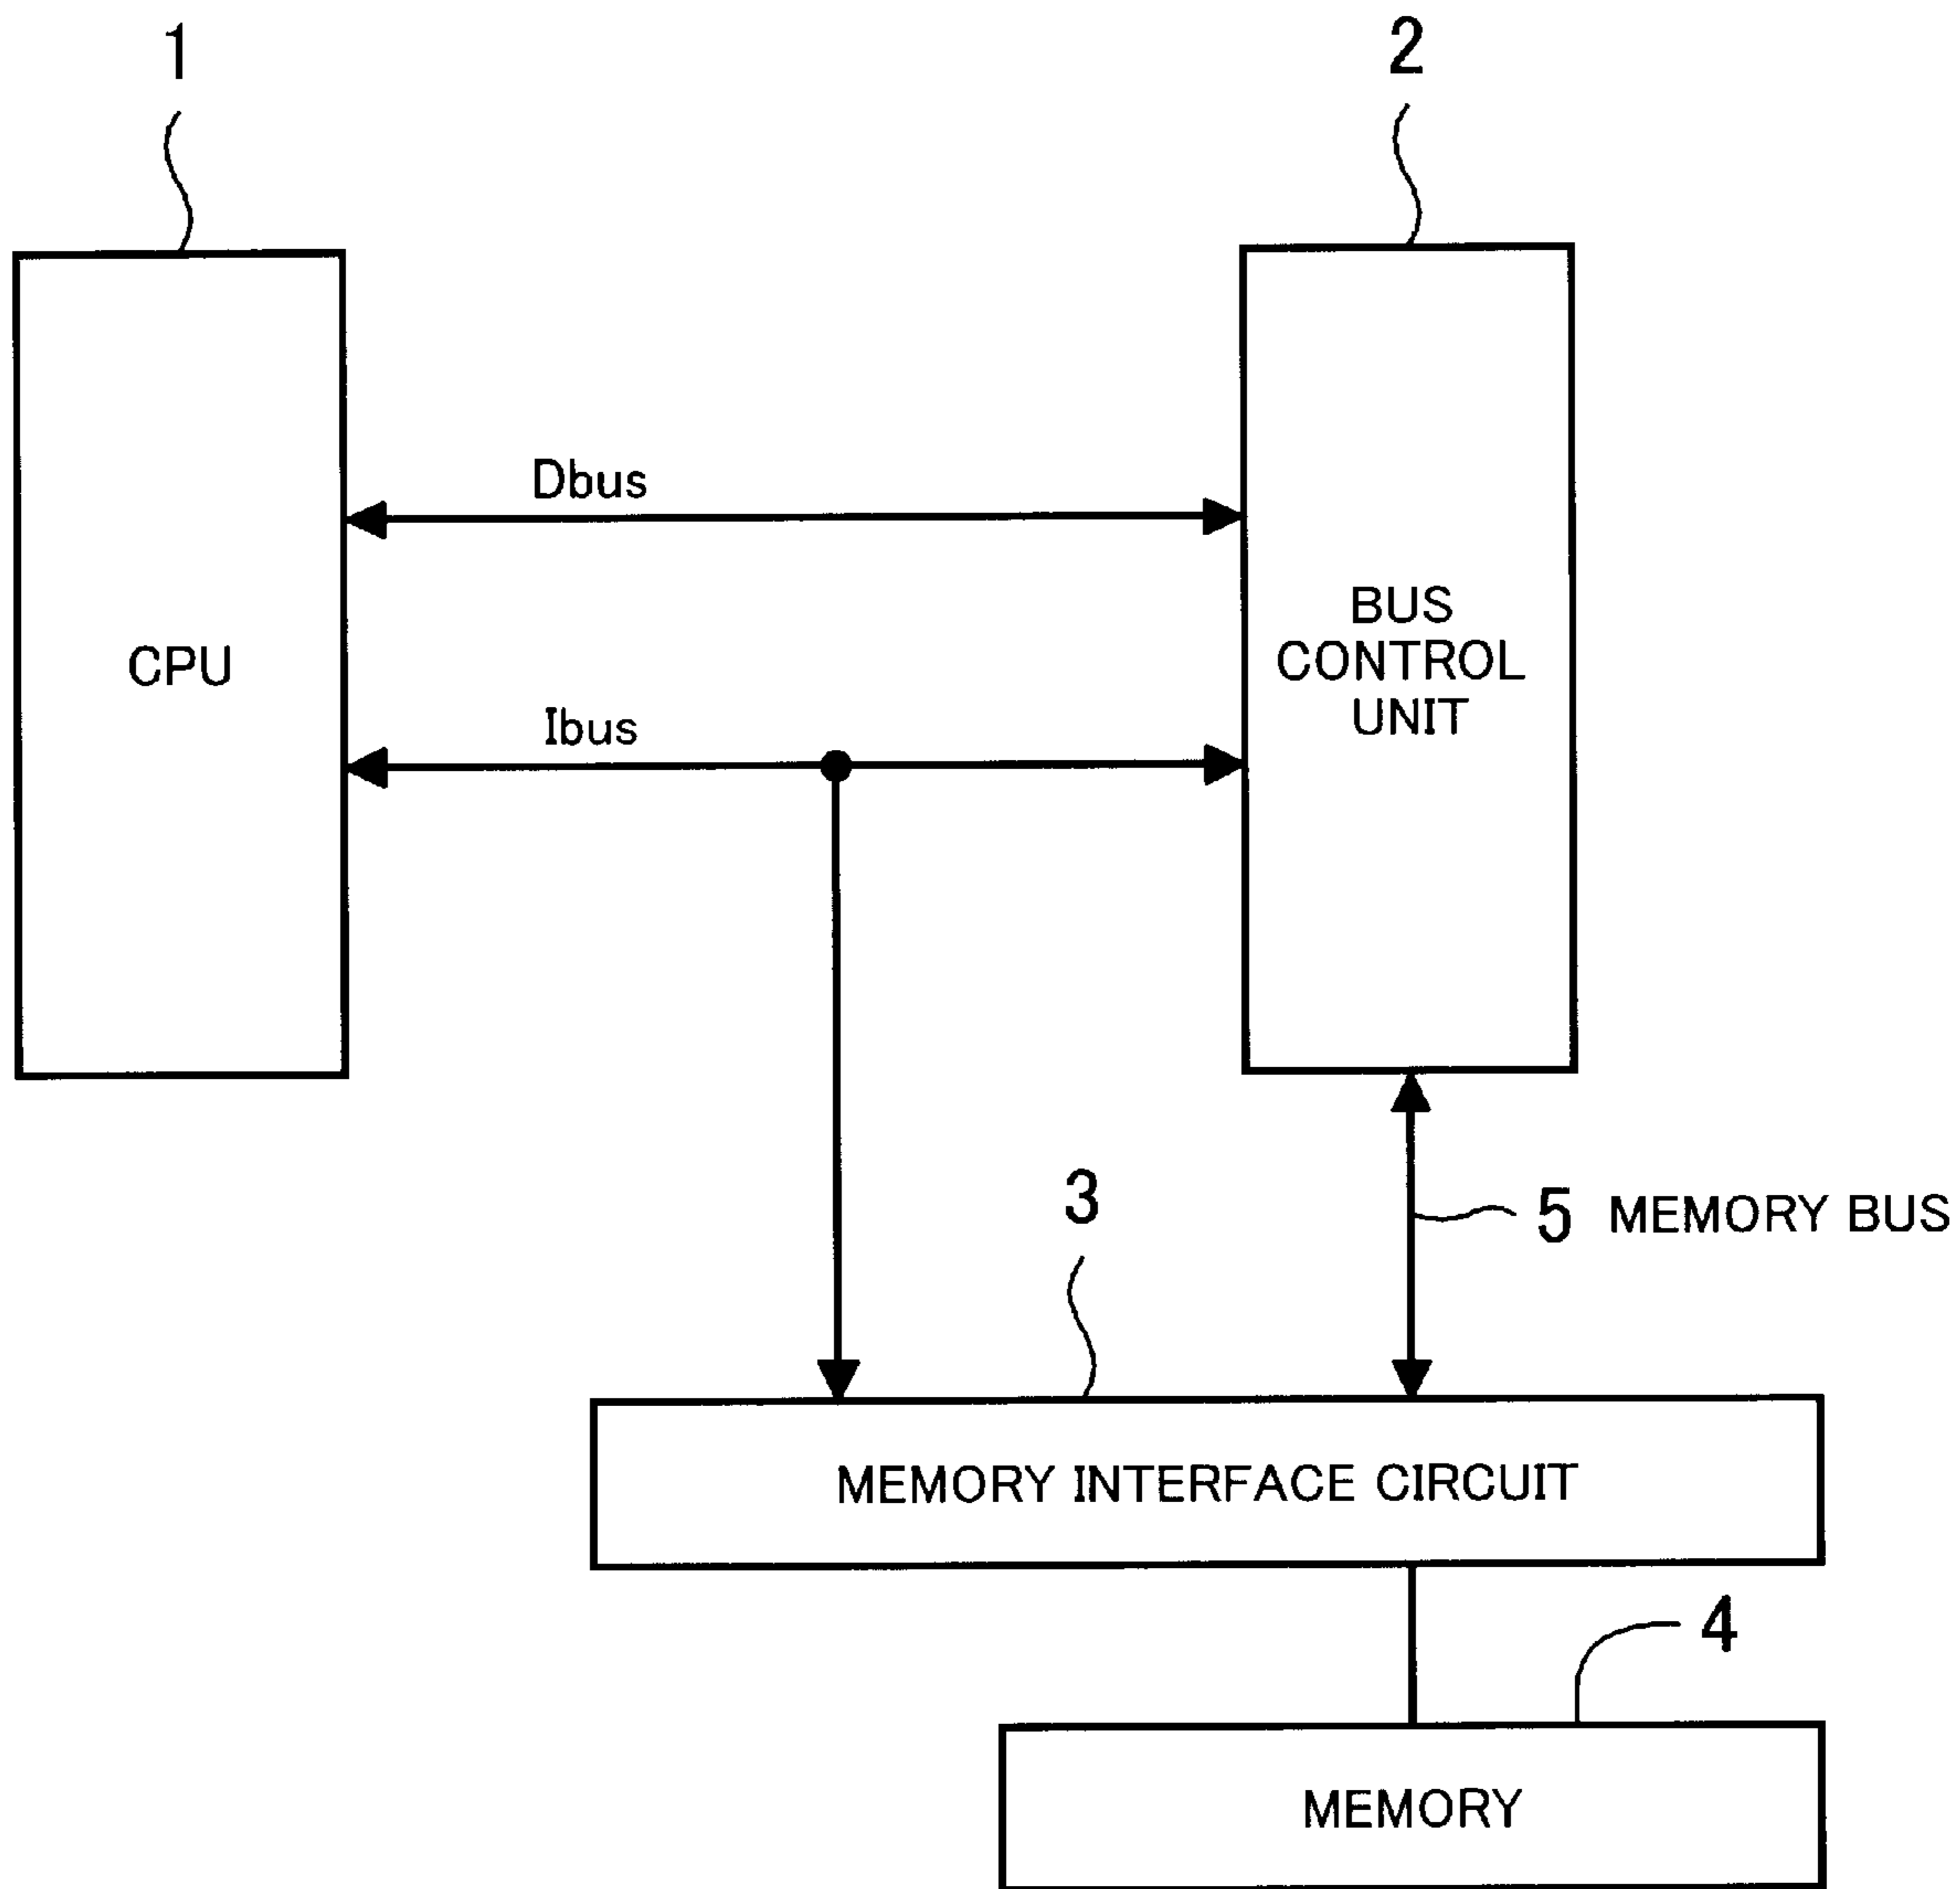 1
2
Dbus
CPU
BUS
CONTROL
UNIT
Ibus
3
5 MEMORY BUS
MEMORY INTERFACE CIRCUIT
4
MEMORY